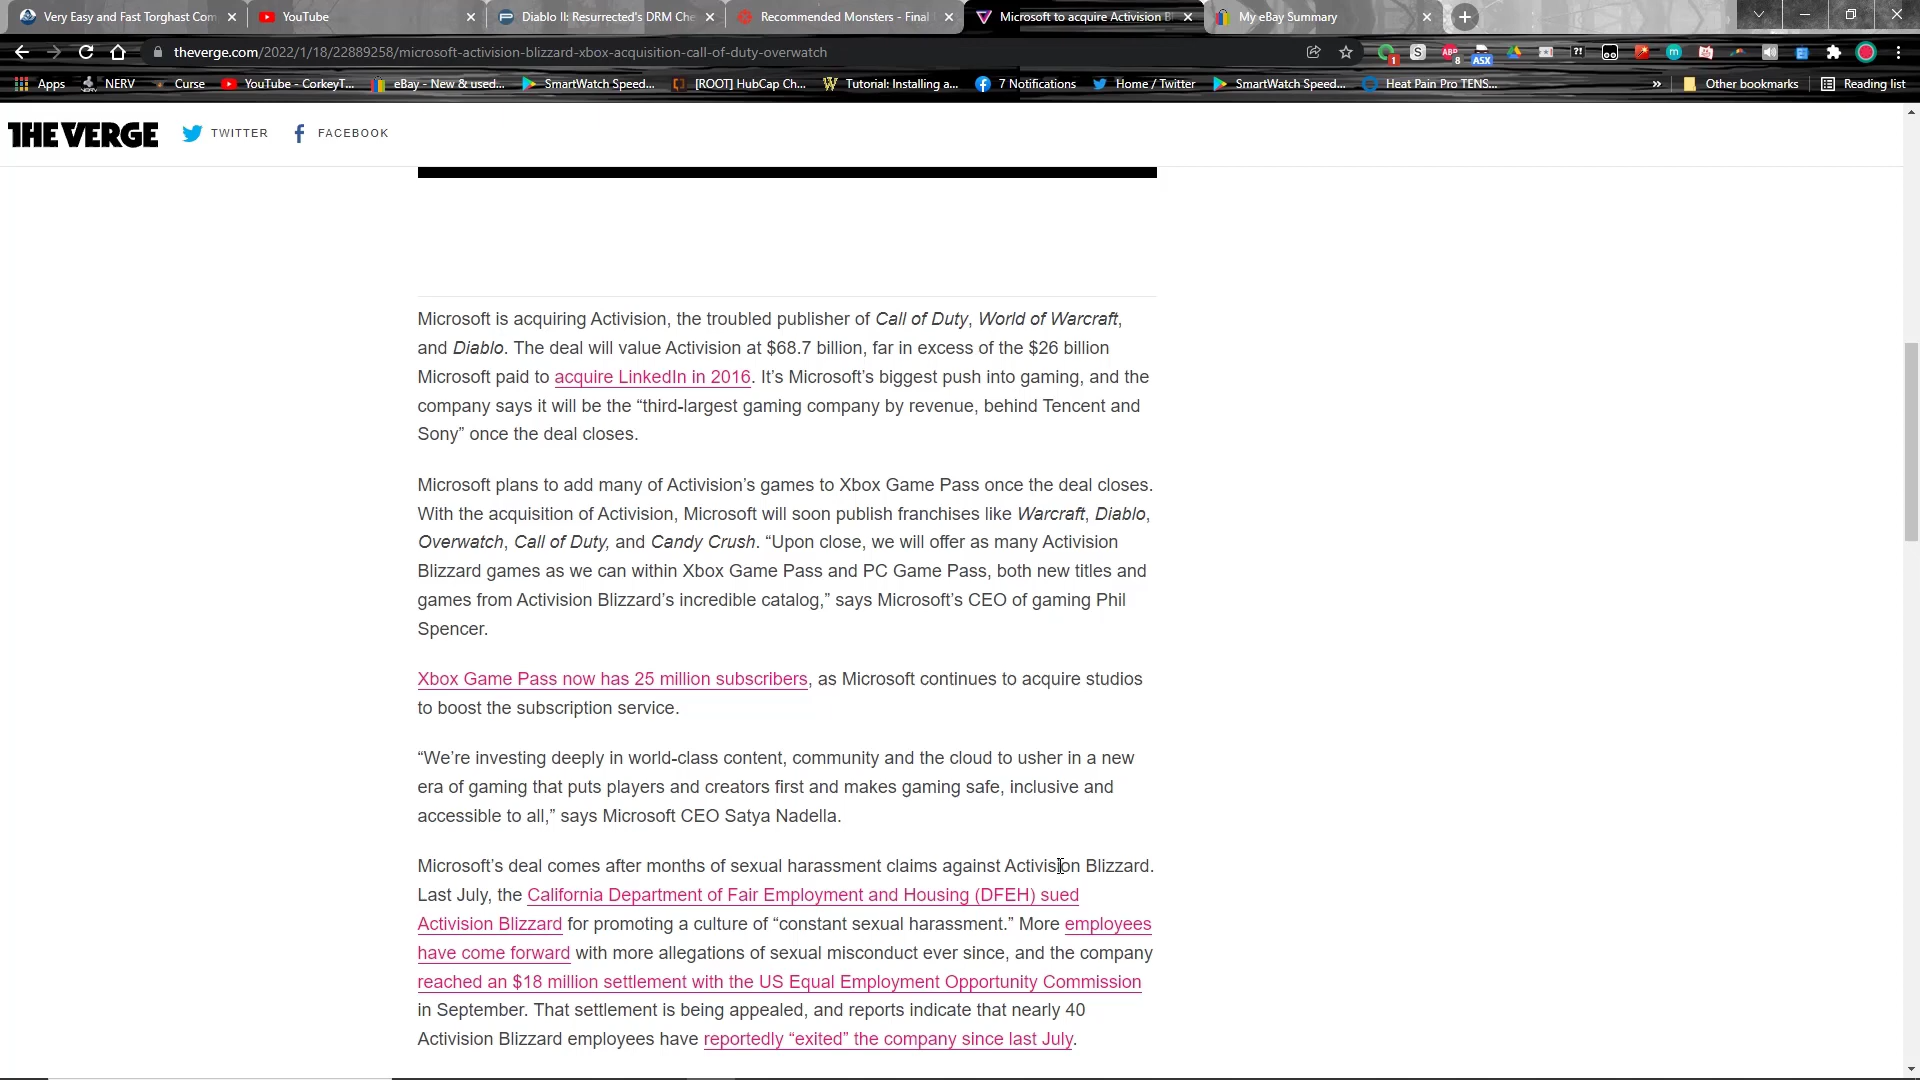 Very Easy and Fast Torghast Com
YouTube
Diablo II: Resurrected's DRM Che
Recommended Monsters - Final
Microsoft to acquire Activision B
My eBay Summary
theverge.com/2022/1/18/22889258/microsoft-activision-blizzard-xbox-acquisition-call-of-duty-overwatch
Apps
NERV
Curse
YouTube - CorkeyT...
eBay - New & used...
SmartWatch Speed...
[ROOT] HubCap Ch...
Tutorial: Installing a...
7 Notifications
Home / Twitter
SmartWatch Speed...
Heat Pain Pro TENS...
»
Other bookmarks
Reading list
THE VERGE
TWITTER
FACEBOOK
Microsoft is acquiring Activision, the troubled publisher of Call of Duty, World of Warcraft,
and Diablo. The deal will value Activision at $68.7 billion, far in excess of the $26 billion
Microsoft paid to acquire LinkedIn in 2016. It’s Microsoft’s biggest push into gaming, and the
company says it will be the “third-largest gaming company by revenue, behind Tencent and
Sony” once the deal closes.
Microsoft plans to add many of Activision’s games to Xbox Game Pass once the deal closes.
With the acquisition of Activision, Microsoft will soon publish franchises like Warcraft, Diablo,
Overwatch, Call of Duty, and Candy Crush. “Upon close, we will offer as many Activision
Blizzard games as we can within Xbox Game Pass and PC Game Pass, both new titles and
games from Activision Blizzard’s incredible catalog,” says Microsoft’s CEO of gaming Phil
Spencer.
Xbox Game Pass now has 25 million subscribers, as Microsoft continues to acquire studios
to boost the subscription service.
“We’re investing deeply in world-class content, community and the cloud to usher in a new
era of gaming that puts players and creators first and makes gaming safe, inclusive and
accessible to all,” says Microsoft CEO Satya Nadella.
Microsoft’s deal comes after months of sexual harassment claims against Activision Blizzard.
Last July, the California Department of Fair Employment and Housing (DFEH) sued
Activision Blizzard for promoting a culture of “constant sexual harassment.” More employees
have come forward with more allegations of sexual misconduct ever since, and the company
reached an $18 million settlement with the US Equal Employment Opportunity Commission
in September. That settlement is being appealed, and reports indicate that nearly 40
Activision Blizzard employees have reportedly “exited” the company since last July.